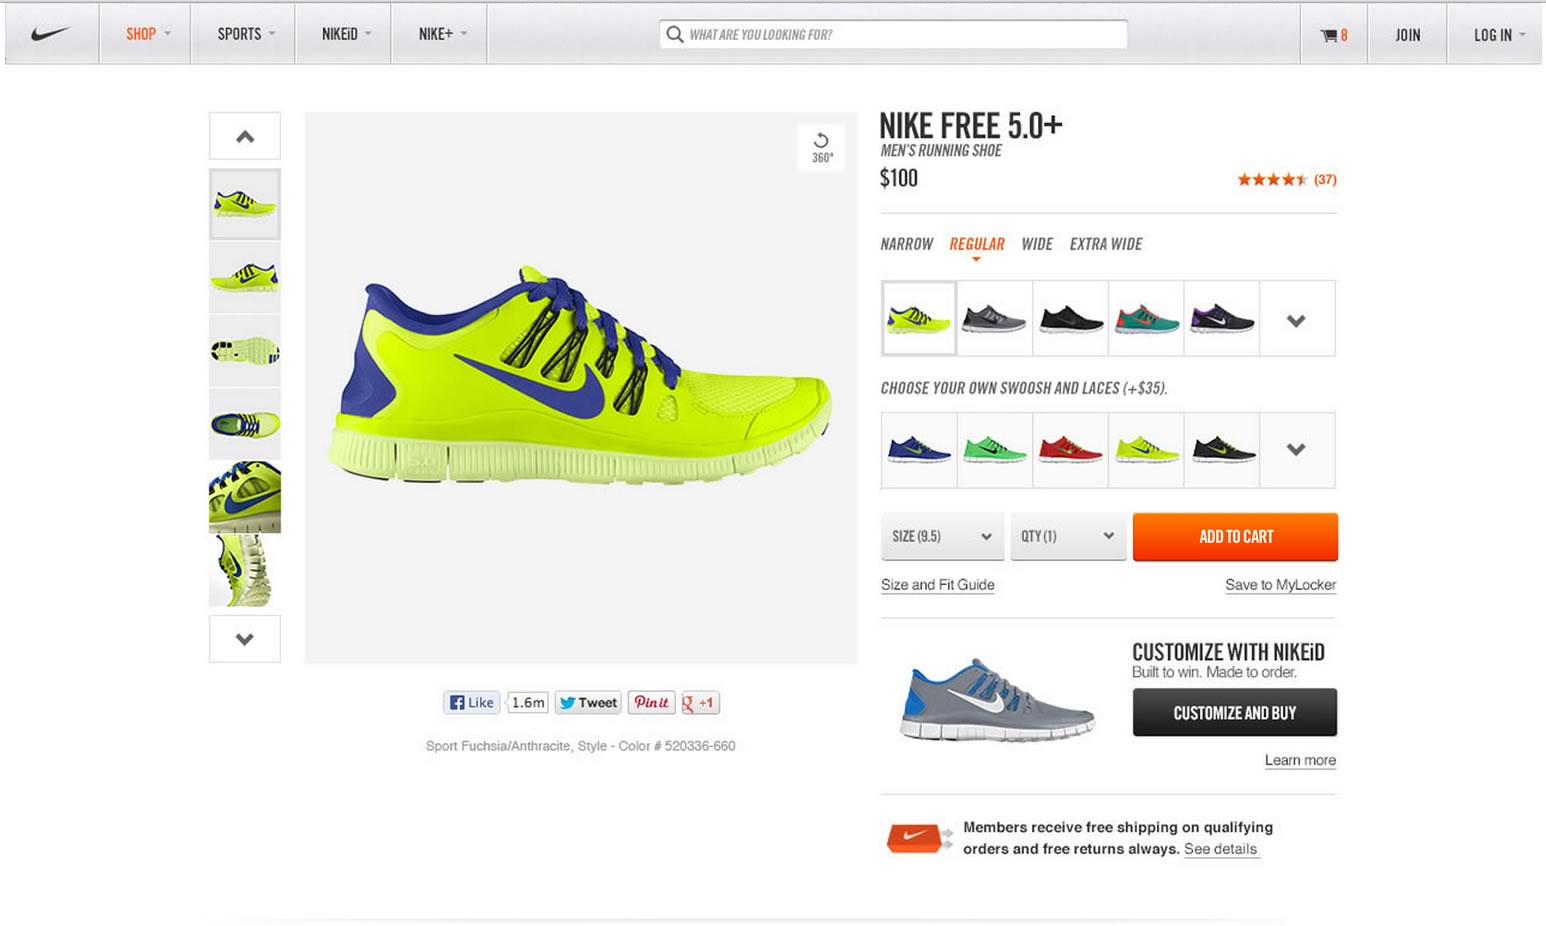 SHOP
SPORTS
NIKEiD
NIKE+
WHAT ARE YOU LOOKING FOR?
8
JOIN
LOG IN
360°
NIKE FREE 5.0+
MEN'S RUNNING SHOE
$100
(37)
NARROW REGULAR WIDE EXTRA WIDE
CHOOSE YOUR OWN SWOOSH AND LACES (+$35).
SIZE (9.5)
QTY (1)
ADD TO CART
Size and Fit Guide
Save to MyLocker
CUSTOMIZE WITH NIKEiD
Built to win. Made to order.
CUSTOMIZE AND BUY
Learn more
Members receive free shipping on qualifying
orders and free returns always. See details
Like
1.6m
Tweet
Pin it
g +1
Sport Fuchsia/Anthracite, Style - Color # 520336-660